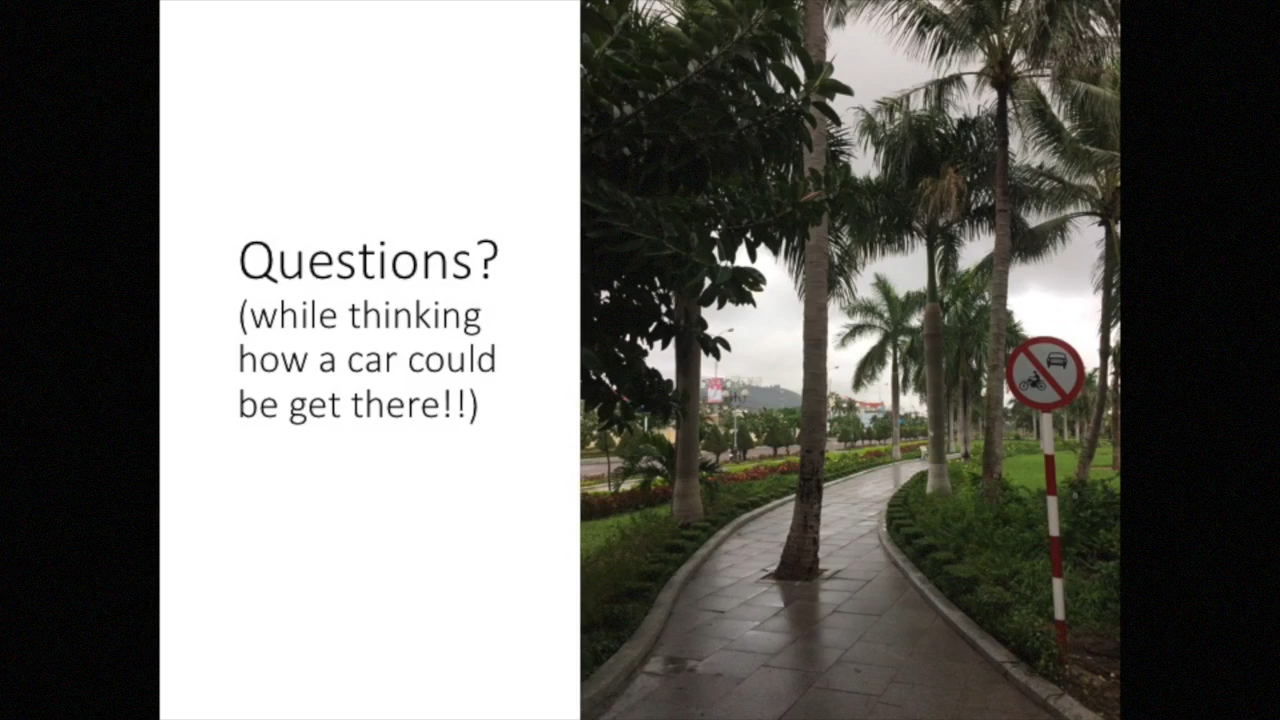 Questions?
(while thinking
how a car could
be get there!!)